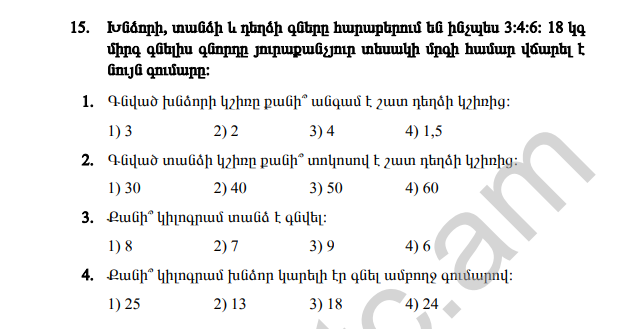 15. Խնձորի, տանձի և դեղձի գները հարաբերում են ինչպես 3:4:6: 18 կգ
միրգ գնելիս գնորդը յուրաքանչյուր տեսակի մրգի համար վճարել է
նույն գումարը:
1. Գնված խնձորի կշիռը քանի՞ անգամ է շատ դեղձի կշիռից:
1) 3 2) 2 3) 4 4) 1,5
2. Գնված տանձի կշիռը քանի՞ տոկոսով է շատ դեղձի կշիռից:
1) 30 2) 40 3) 50 4) 60
3. Քանի՞ կիլոգրամ տանձ է գնվել:
1) 8 2) 7 3) 9 4) 6
4. Քանի՞ կիլոգրամ խնձոր կարելի էր գնել ամբողջ գումարով:
1) 25 2) 13 3) 18 4) 24
c.am